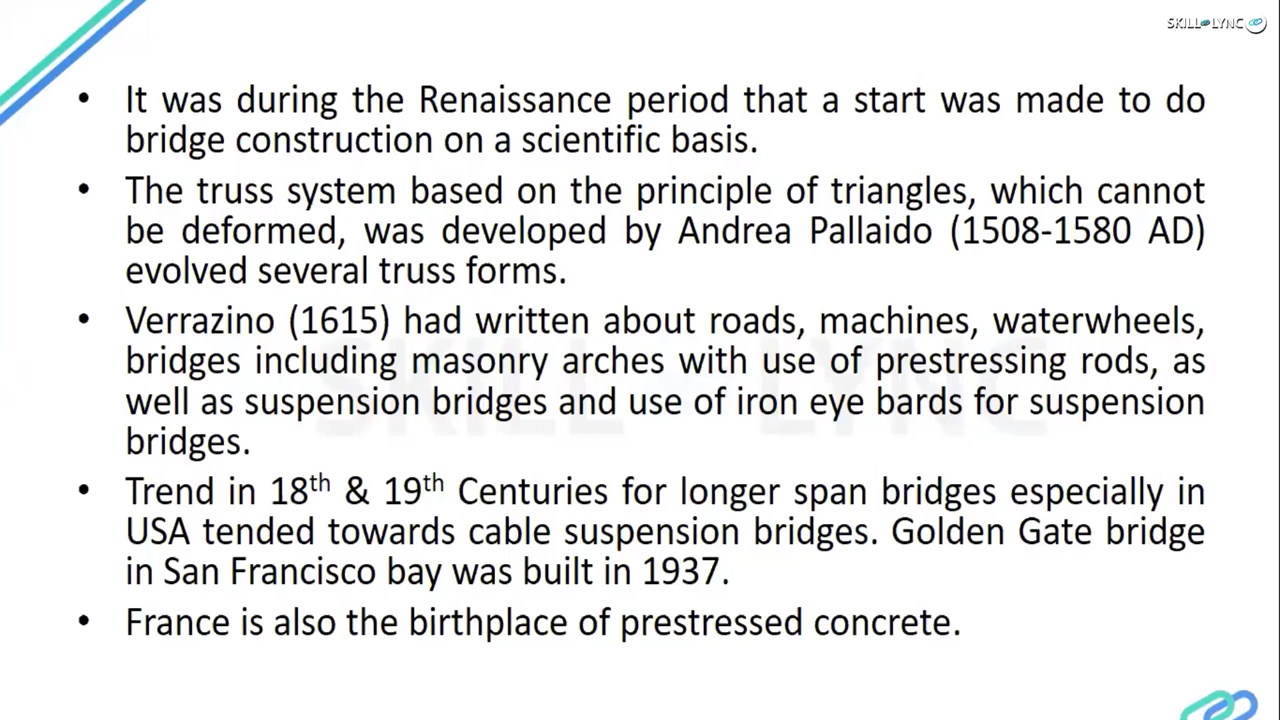 SKILL LYNC
• It was during the Renaissance period that a start was made to do
bridge construction on a scientific basis.
• The truss system based on the principle of triangles, which cannot
be deformed, was developed by Andrea Pallaido (1508-1580 AD)
evolved several truss forms.
• Verrazino (1615) had written about roads, machines, waterwheels,
bridges including masonry arches with use of prestressing rods, as
well as suspension bridges and use of iron eye bards for suspension
bridges.
• Trend in 18th & 19th Centuries for longer span bridges especially in
USA tended towards cable suspension bridges. Golden Gate bridge
in San Francisco bay was built in 1937.
• France is also the birthplace of prestressed concrete.